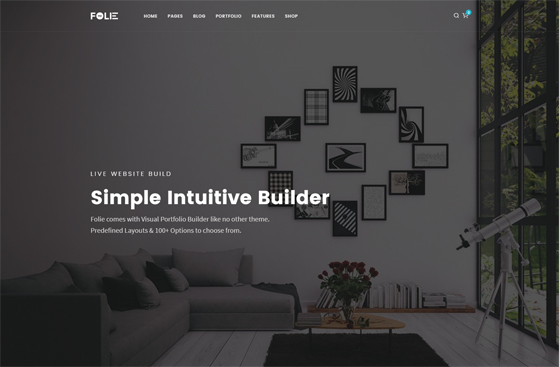 FOLIE
HOME PAGES BLOG PORTFOLIO FEATURES SHOP
LIVE WEBSITE BUILD
Simple Intuitive Builder
Folie comes with Visual Portfolio Builder like no other theme.
Predefined Layouts & 100+ Options to choose from.